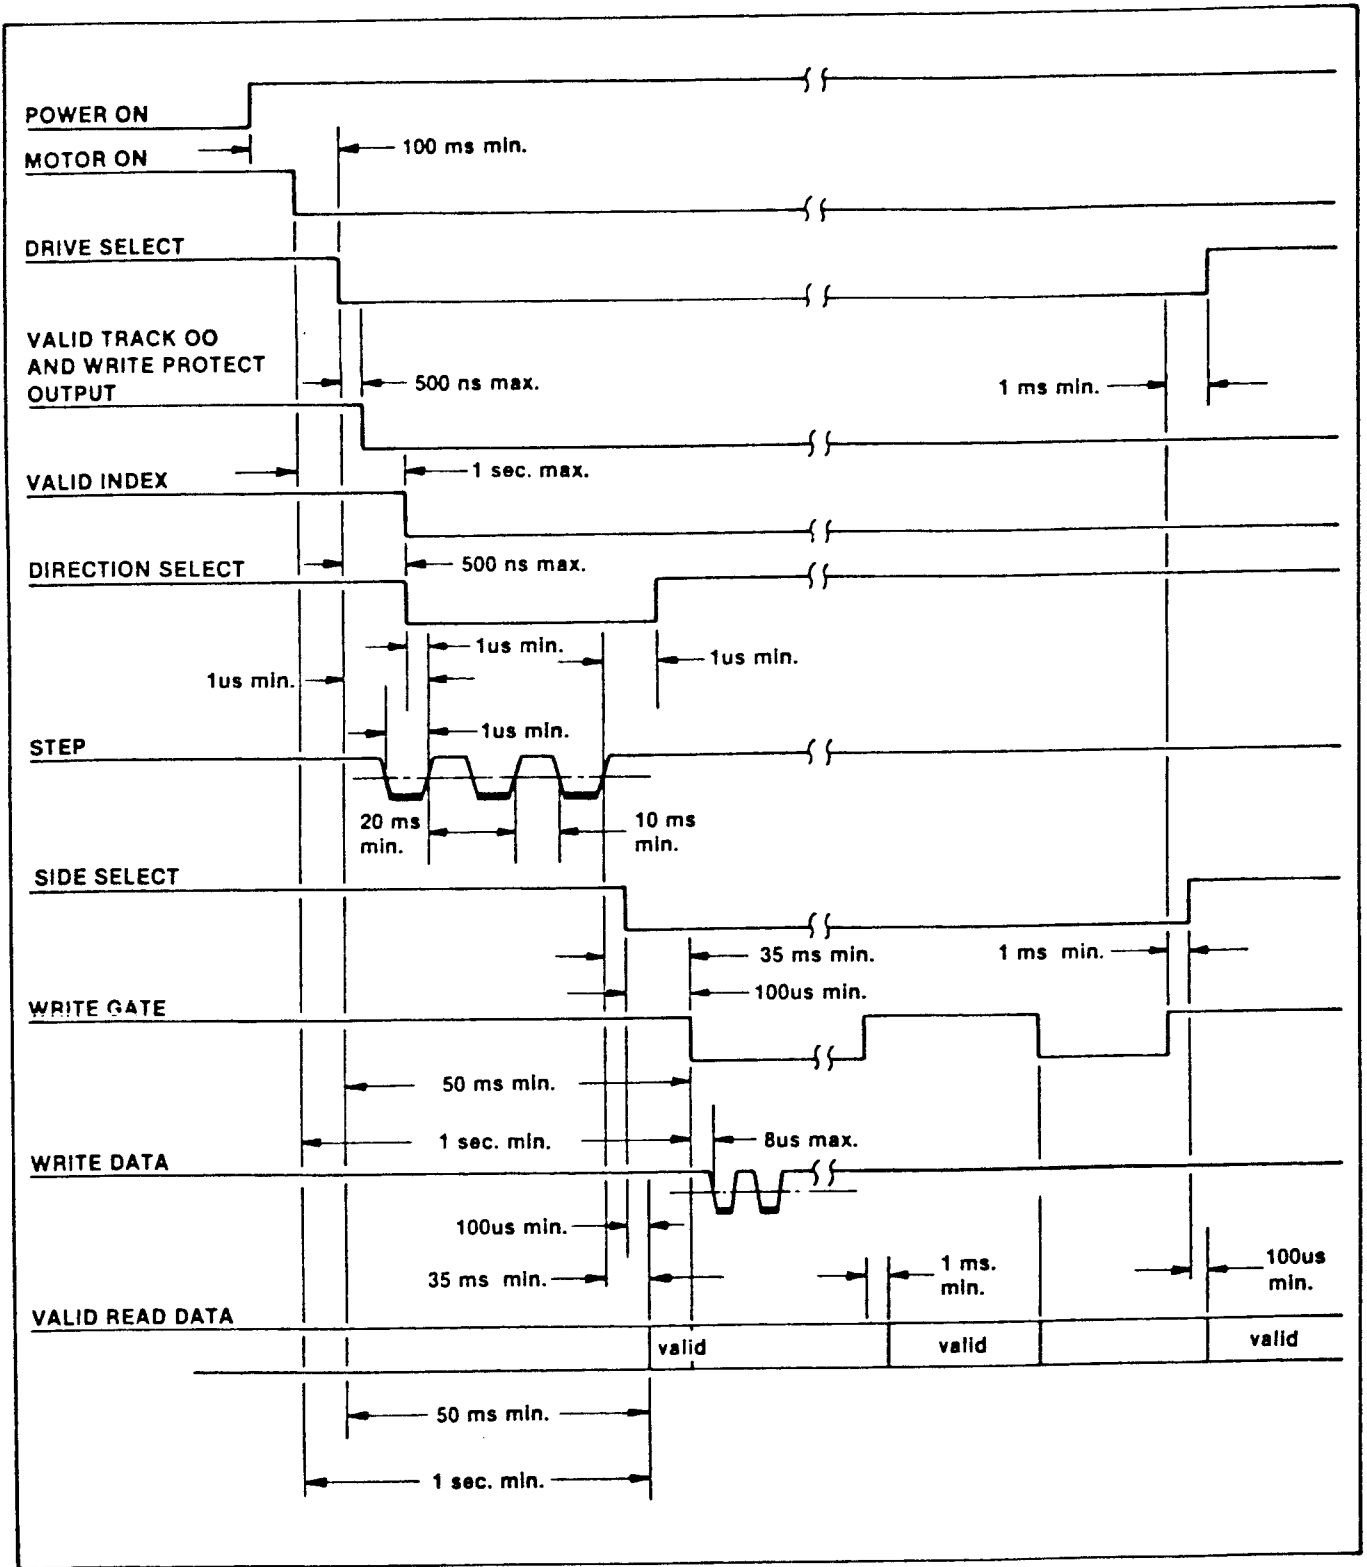 POWER ON
100 ms min.
MOTOR ON
DRIVE SELECT
VALID TRACK OO
AND WRITE PROTECT
OUTPUT
500 ns max.
1 ms min.
1 sec. max.
VALID INDEX
500 ns max.
DIRECTION SELECT
1us min.
1us min.
1us min.
1us min.
STEP
20 ms
min.
10 ms
min.
SIDE SELECT
35 ms min.
1 ms min.
100us min.
WRITE GATE
50 ms min.
1 sec. min.
8us max.
WRITE DATA
100us min.
35 ms min.
1 ms.
min.
100us
min.
VALID READ DATA
valid
valid
valid
50 ms min.
1 sec. min.